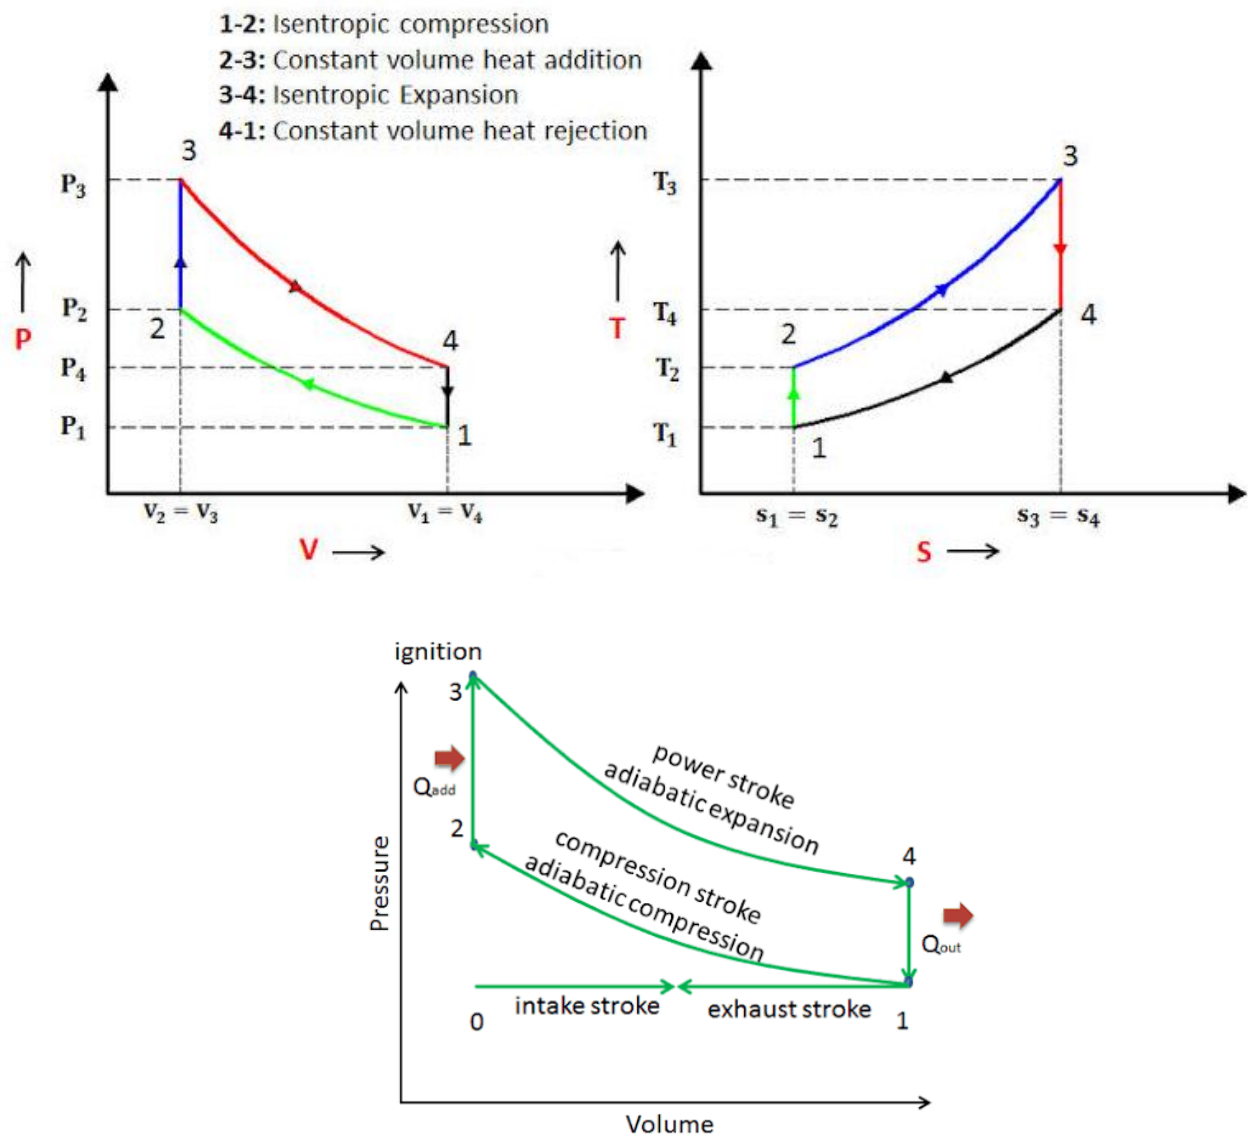 1-2: Isentropic compression
2-3: Constant volume heat addition
3-4: Isentropic Expansion
4-1: Constant volume heat rejection
3
P₃
P
P₂
2
4
P₄
P₁
1
V₂ = V₃
V₁ = V₄
V
3
T₃
T
T₄
4
2
T₂
T₁
1
s₁ = s₂
s₃ = s₄
S
ignition
3
Qadd
2
power stroke
adiabatic expansion
compression stroke
adiabatic compression
4
Qout
Pressure
intake stroke
exhaust stroke
0
1
Volume